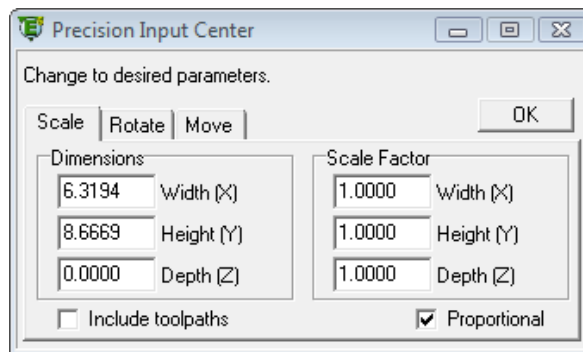 Precision Input Center
Change to desired parameters.
OK
Scale Rotate Move
Dimensions
6.3194 Width (X)
8.6669 Height (Y)
0.0000 Depth (Z)
Scale Factor
1.0000 Width (X)
1.0000 Height (Y)
1.0000 Depth (Z)
Include toolpaths
Proportional